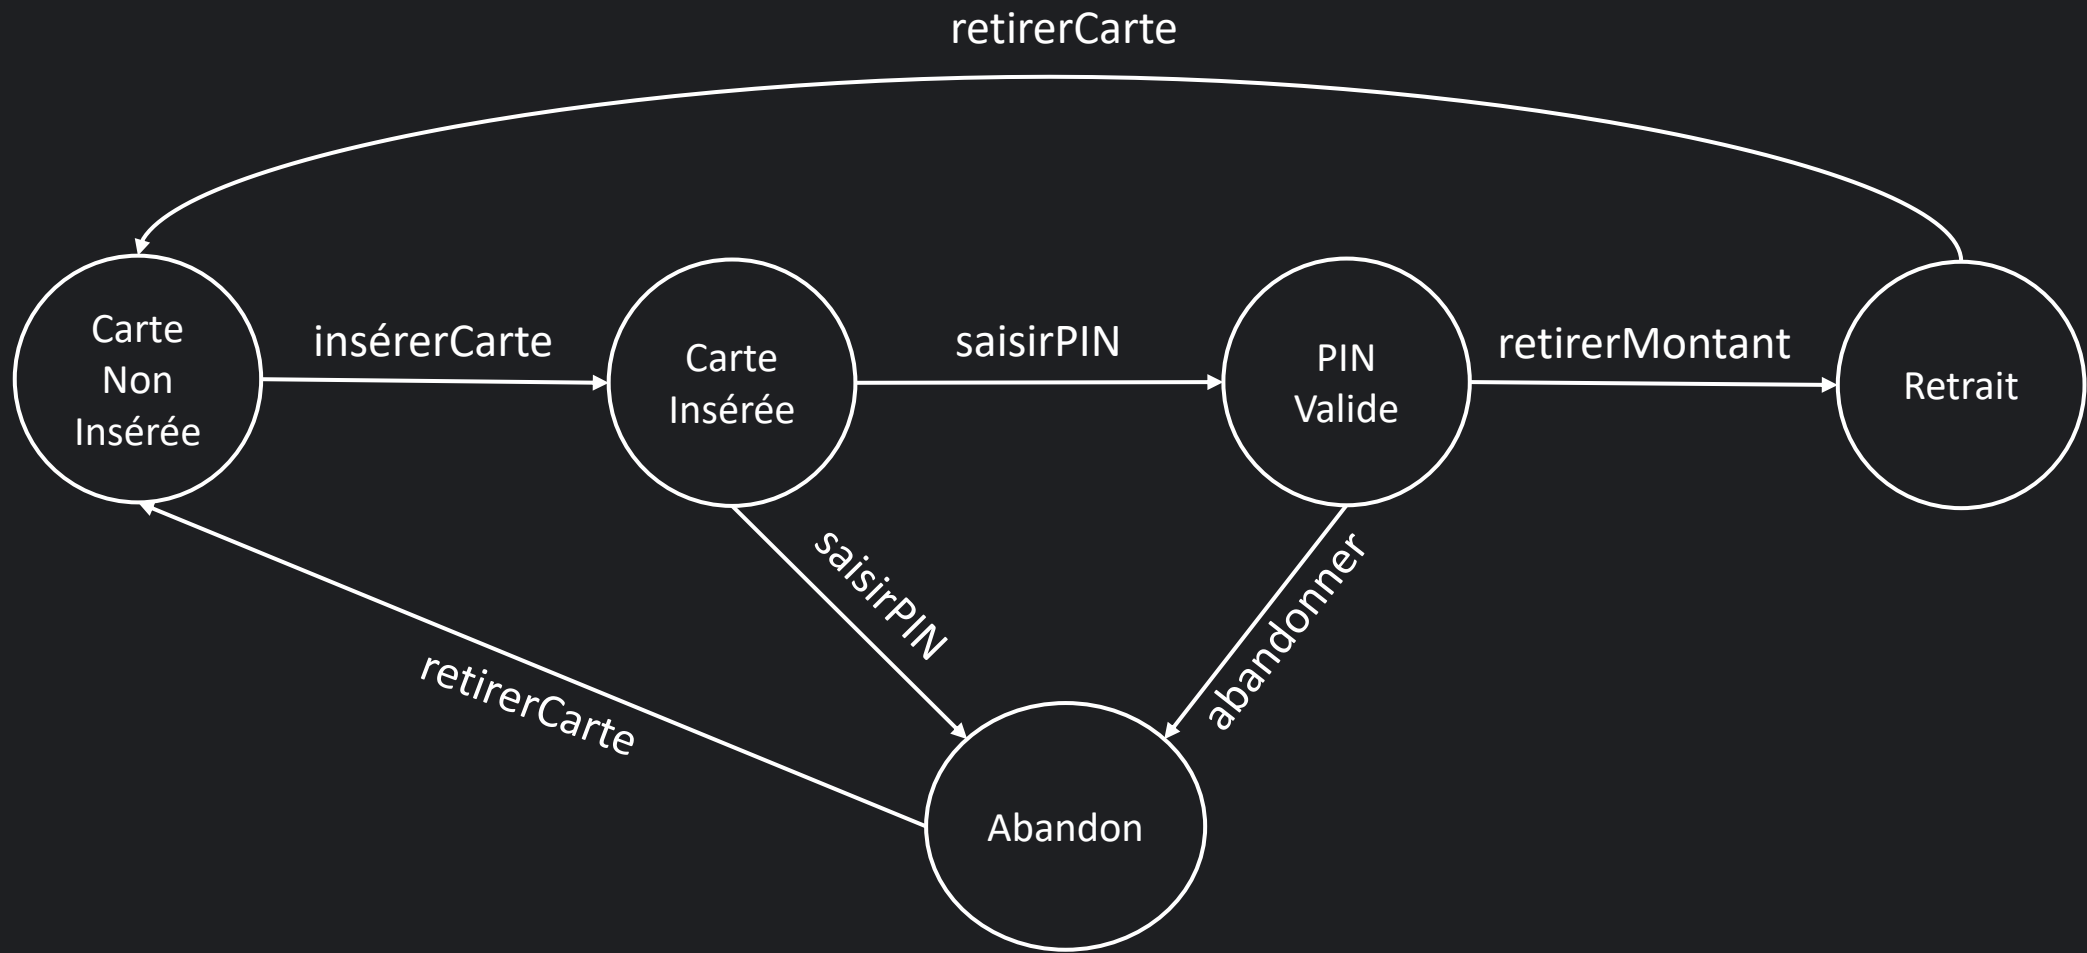 retirerCarte
Carte
Non
Insérée
insérerCarte
Carte
Insérée
saisirPIN
PIN
Valide
retirerMontant
Retrait
saisirPIN
abandonner
retirerCarte
Abandon